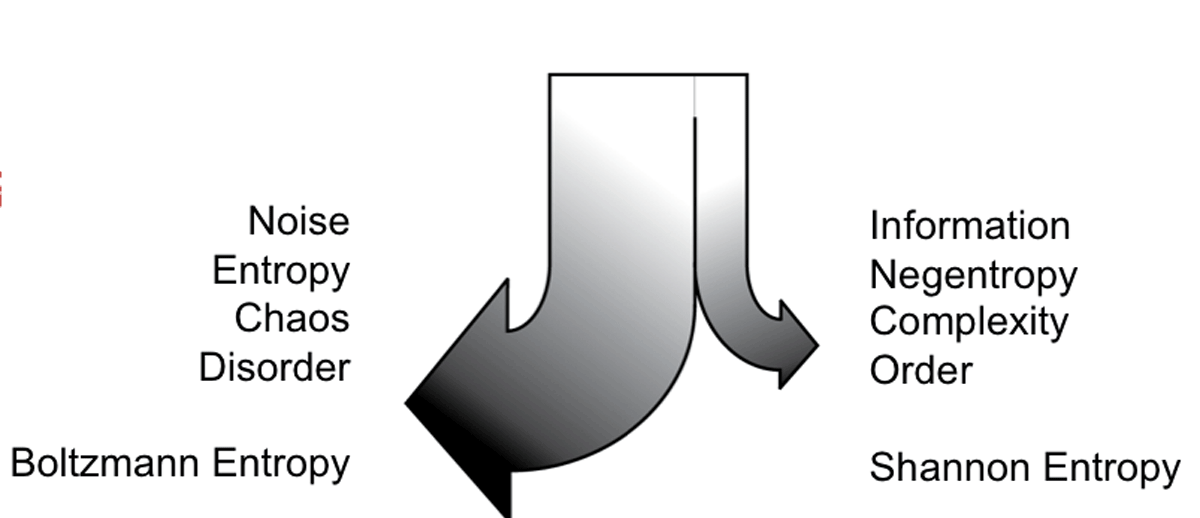 Noise
Entropy
Chaos
Disorder
Boltzmann Entropy
Information
Negentropy
Complexity
Order
Shannon Entropy